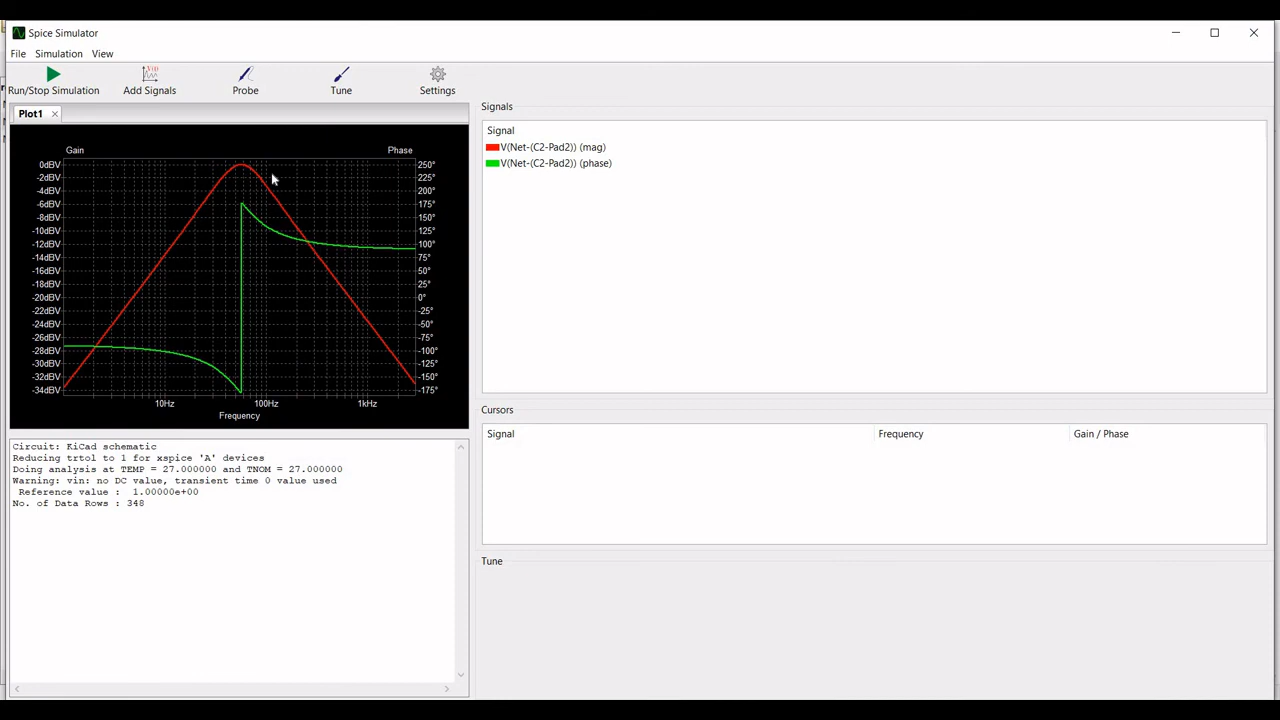 Spice Simulator
File Simulation View
Run/Stop Simulation Add Signals Probe Tune Settings
Plot1
Gain Phase
0dBV 250°
-2dBV 225°
-4dBV 200°
-6dBV 175°
-8dBV 150°
-10dBV 125°
-12dBV 100°
-14dBV 75°
-16dBV 50°
-18dBV 25°
-20dBV 0°
-22dBV -25°
-24dBV -50°
-26dBV -75°
-28dBV -100°
-30dBV -125°
-32dBV -150°
-34dBV -175°
10Hz 100Hz 1kHz
Frequency
Circuit: KiCad schematic
Reducing trtol to 1 for xspice 'A' devices
Doing analysis at TEMP = 27.000000 and TNOM = 27.000000
Warning: vin: no DC value, transient time 0 value used
Reference value : 1.00000e+00
No. of Data Rows : 348
Signals
Signal
V(Net-(C2-Pad2)) (mag)
V(Net-(C2-Pad2)) (phase)
Cursors
Signal Frequency Gain / Phase
Tune